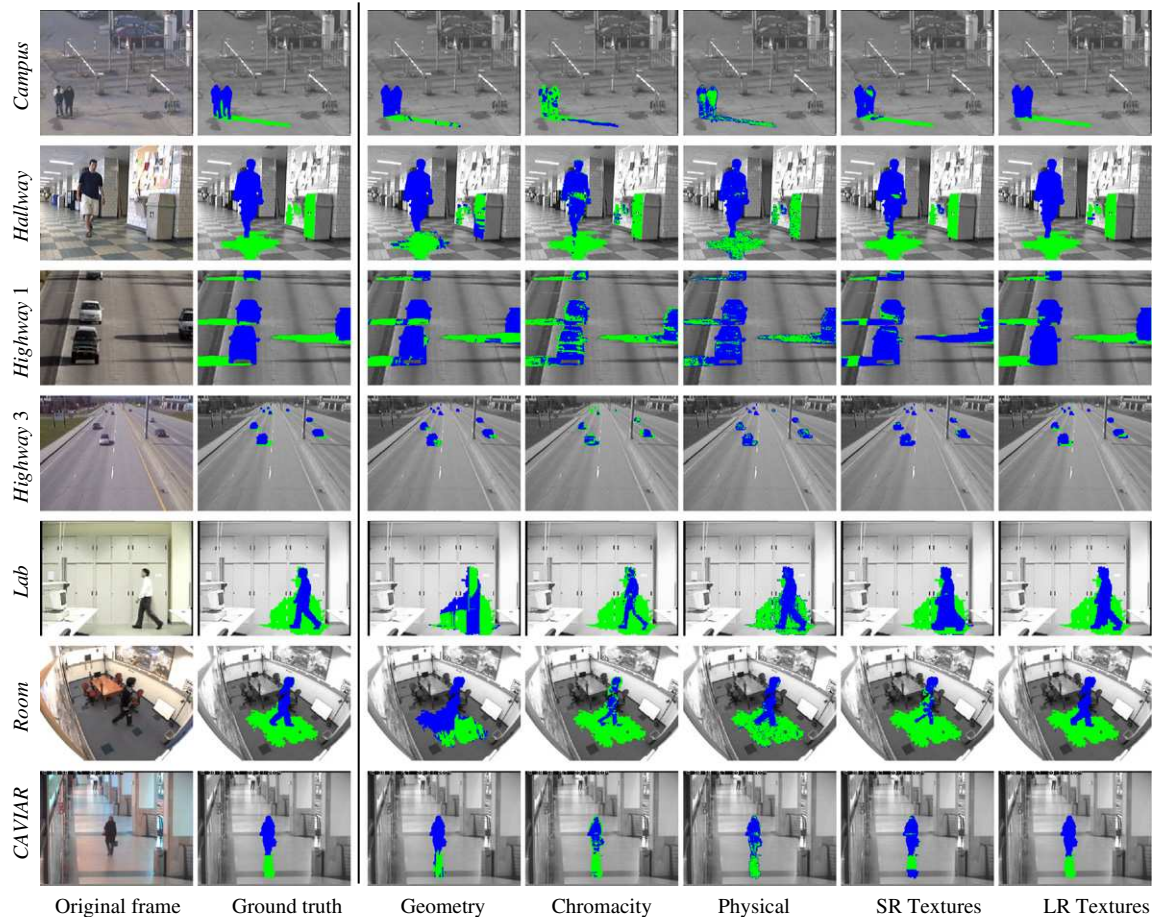 Campus
Hallway
Highway 1
Highway 3
Lab
Room
CAVIAR
Original frame
Ground truth
Geometry
Chromacity
Physical
SR Textures
LR Textures